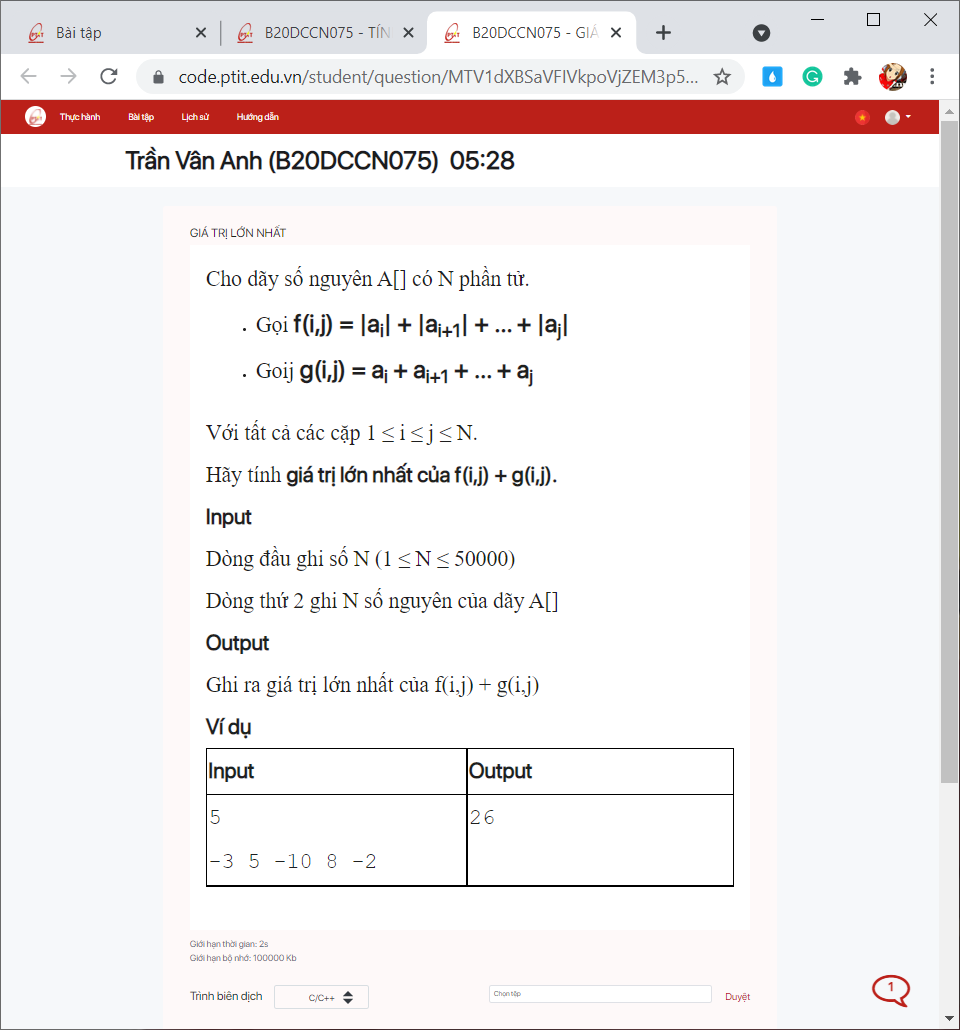 Bài tập
B20DCCN075 - TÍN
B20DCCN075 - GIÁ
code.ptit.edu.vn/student/question/MTV1dXBSaVFIVkpoVjZEM3p5...
Thực hành Bài tập Lịch sử Hướng dẫn
Trần Vân Anh (B20DCCN075) 05:28
GIÁ TRỊ LỚN NHẤT
Cho dãy số nguyên A[] có N phần tử.
• Gọi f(i,j) = |aᵢ| + |aᵢ₊₁| + ... + |aⱼ|
• Goij g(i,j) = aᵢ + aᵢ₊₁ + ... + aⱼ
Với tất cả các cặp 1 ≤ i ≤ j ≤ N.
Hãy tính giá trị lớn nhất của f(i,j) + g(i,j).
Input
Dòng đầu ghi số N (1 ≤ N ≤ 50000)
Dòng thứ 2 ghi N số nguyên của dãy A[]
Output
Ghi ra giá trị lớn nhất của f(i,j) + g(i,j)
Ví dụ
Input Output
5 26
-3 5 -10 8 -2
Giới hạn thời gian: 2s
Giới hạn bộ nhớ: 100000 Kb
Trình biên dịch C/C++ Chọn tệp Duyệt
1